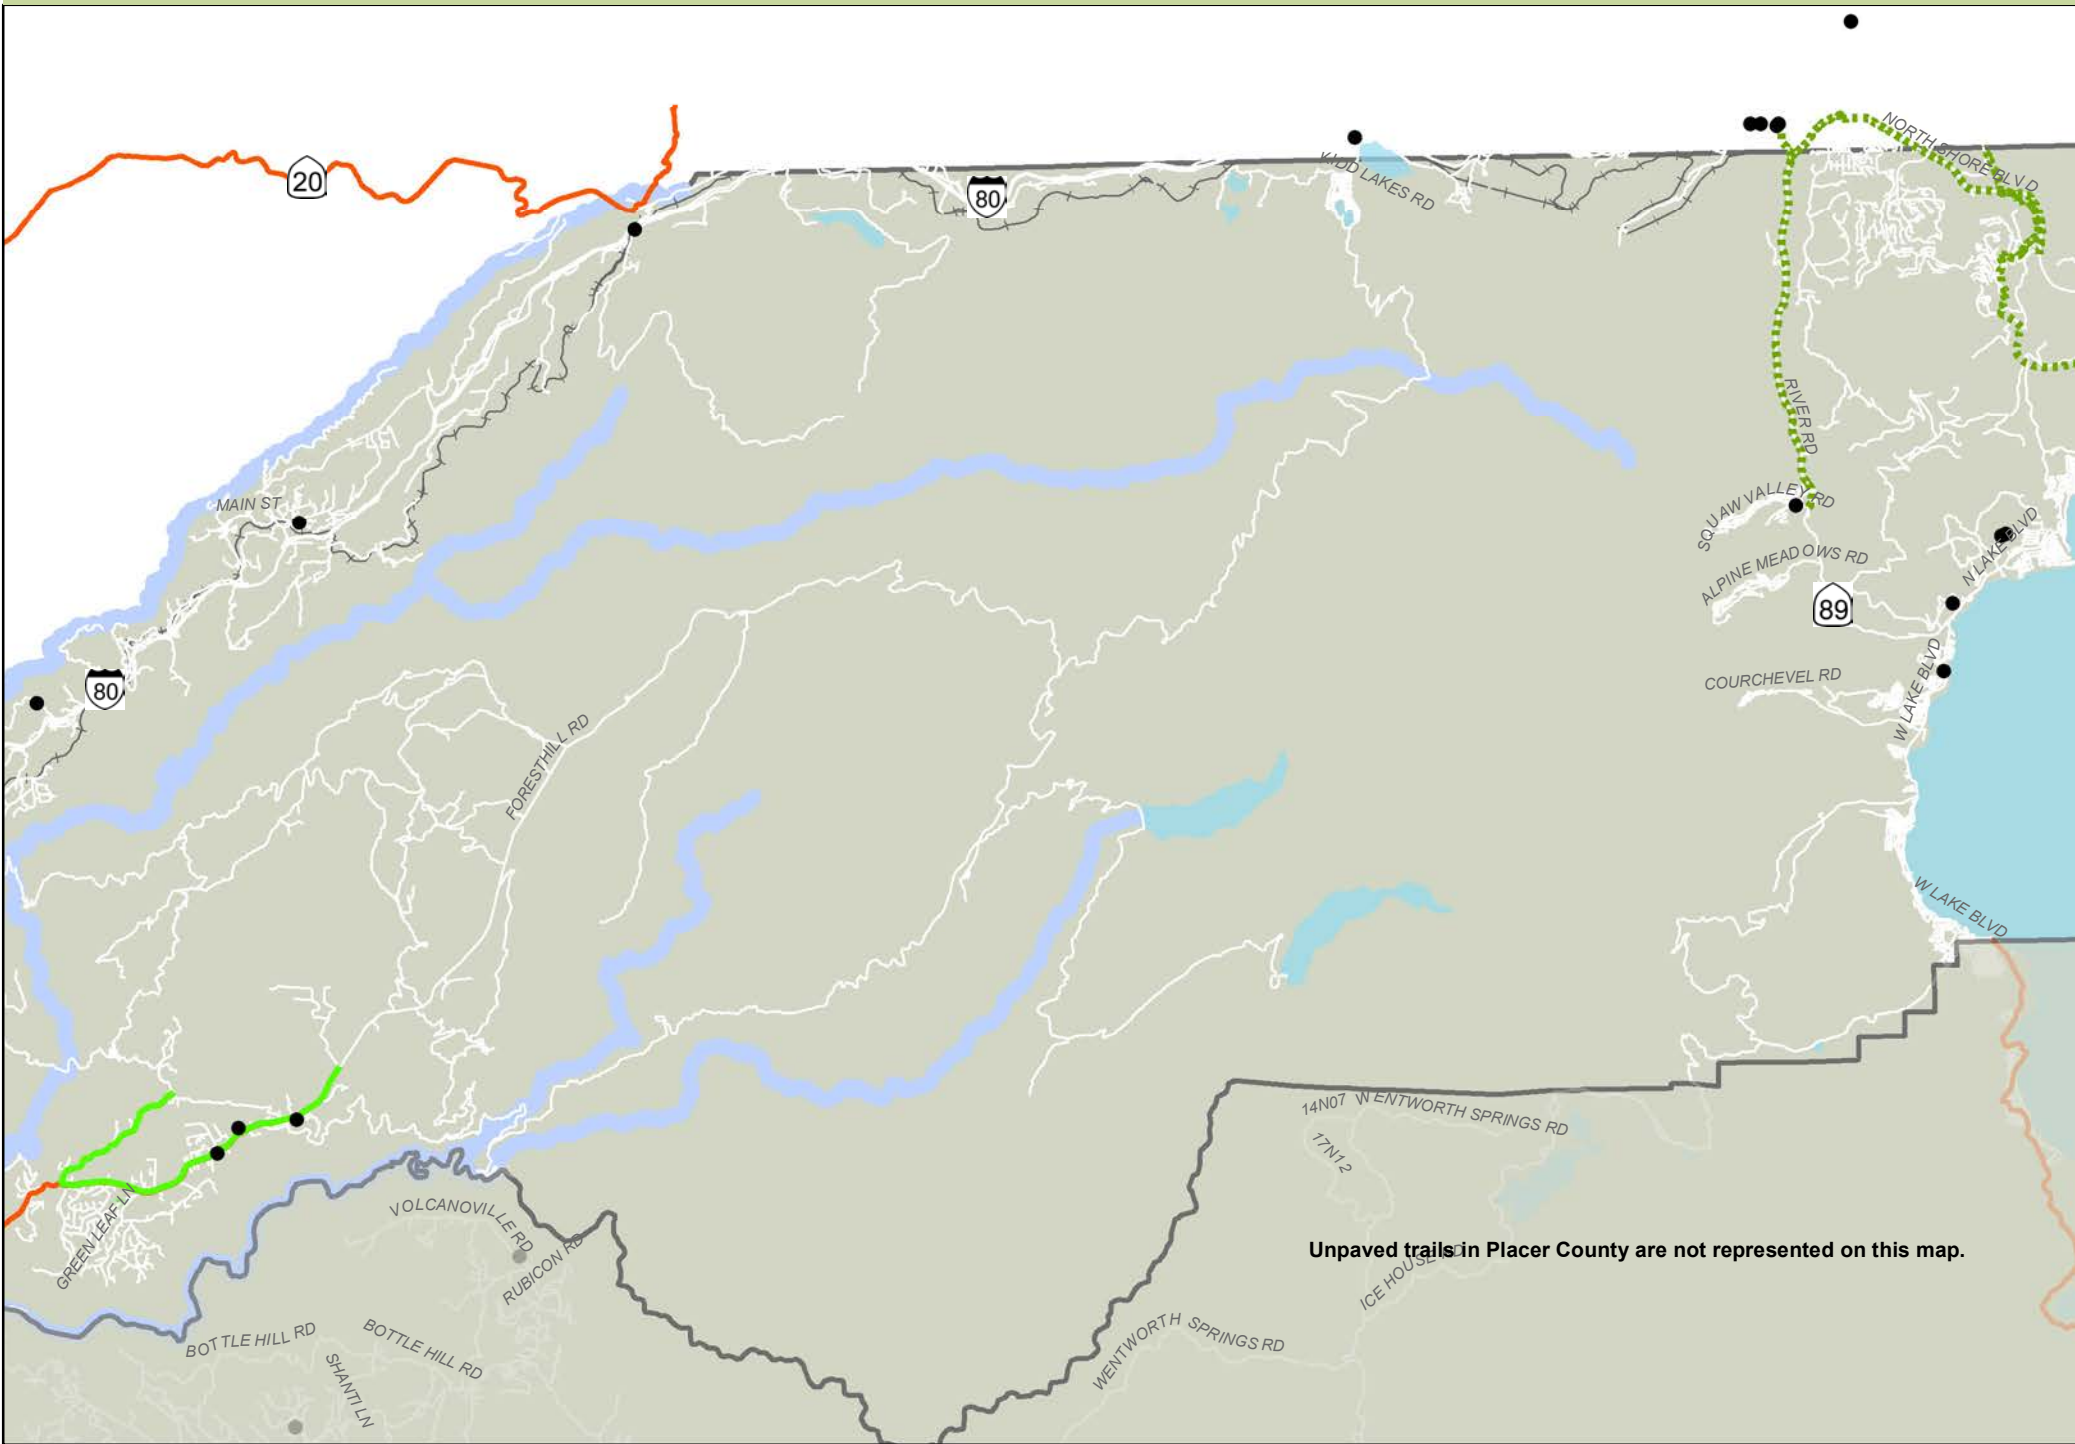 NORTH SHORE BLVD
20
80
KIDD LAKES RD
RIVER RD
MAIN ST
SQUAW VALLEY RD
N LAKE BLVD
ALPINE MEADOWS RD
89
W LAKE BLVD
COURCHEVEL RD
80
FORESTHILL RD
W LAKE BLVD
14N07 WENTWORTH SPRINGS RD
17N12
GREEN LEAF LN
VOLCANOVILLE RD
RUBICON RD
Unpaved trails in Placer County are not represented on this map.
ICE HOUSE RD
BOTTLE HILL RD
BOTTLE HILL RD
WENTWORTH SPRINGS RD
SHANTI LN